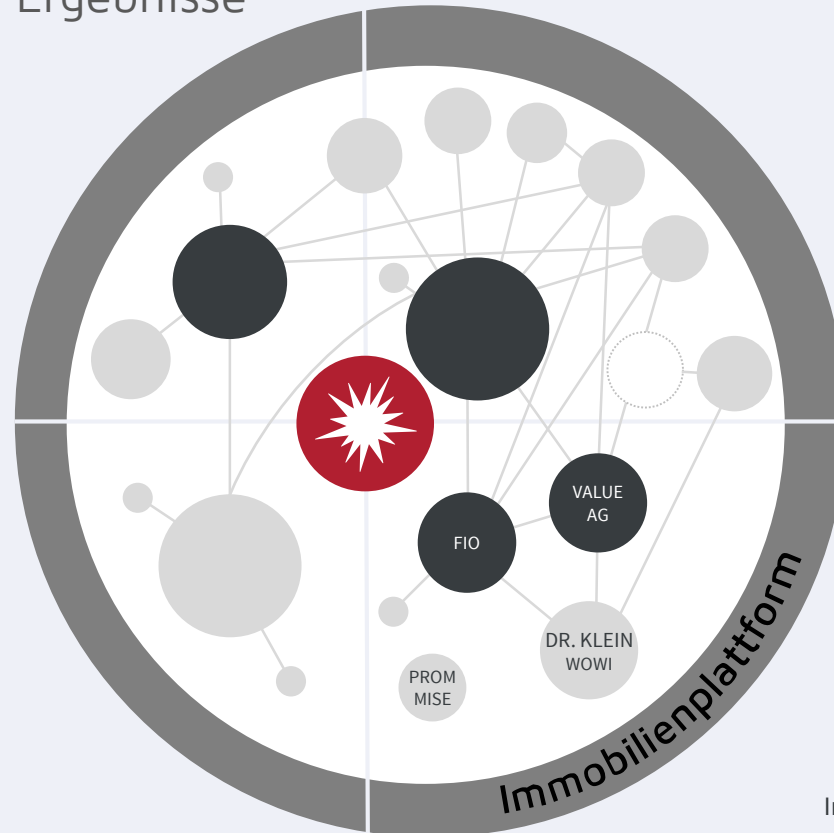 Ergebnisse
VALUE
AG
FIO
DR. KLEIN
WOWI
PROM
MISE
Immobilienplattform